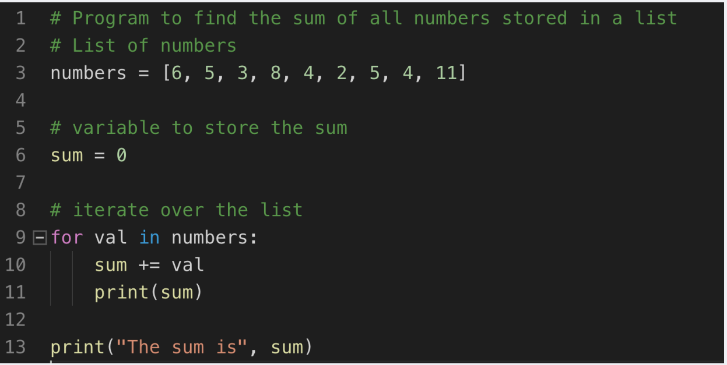 1 # Program to find the sum of all numbers stored in a list
2 # List of numbers
3 numbers = [6, 5, 3, 8, 4, 2, 5, 4, 11]
4
5 # variable to store the sum
6 sum = 0
7
8 # iterate over the list
9 for val in numbers:
10     sum += val
11     print(sum)
12
13 print("The sum is", sum)